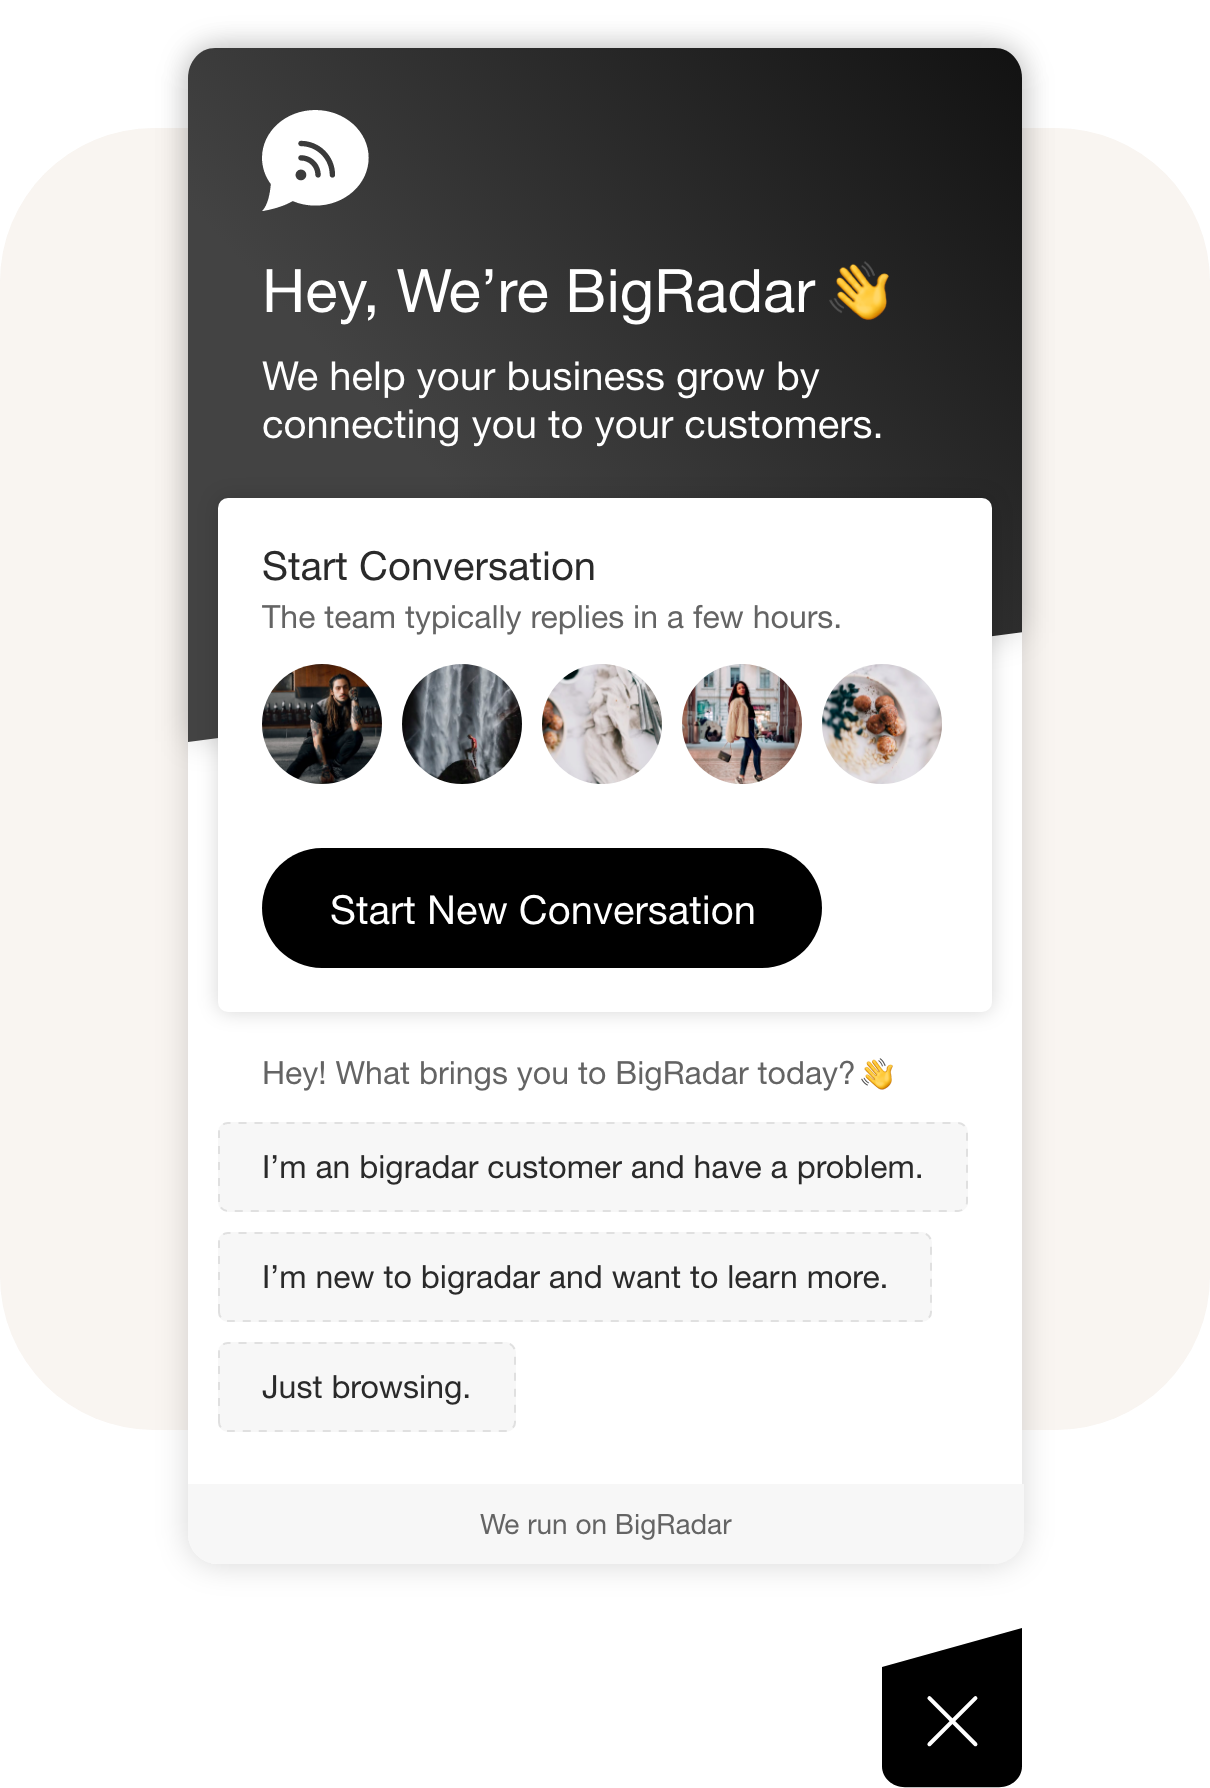 Hey, We’re BigRadar 👋
We help your business grow by
connecting you to your customers.
Start Conversation
The team typically replies in a few hours.
Start New Conversation
Hey! What brings you to BigRadar today? 👋
I’m an bigradar customer and have a problem.
I’m new to bigradar and want to learn more.
Just browsing.
We run on BigRadar